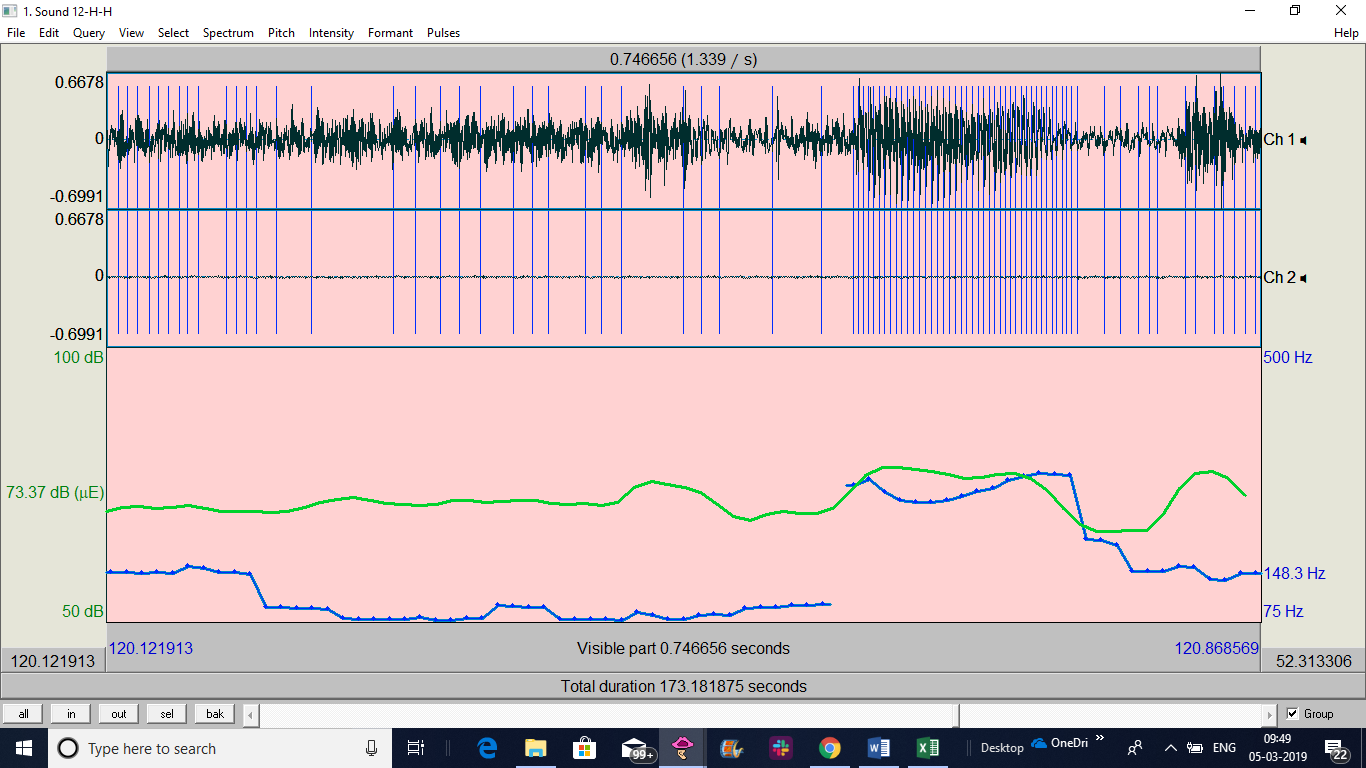 1. Sound 12-H-H
File Edit Query View Select Spectrum Pitch Intensity Formant Pulses Help
0.746656 (1.339 / s)
0.6678
0
-0.6991
Ch 1
0.6678
0
-0.6991
Ch 2
100 dB
500 Hz
73.37 dB (µE)
148.3 Hz
50 dB
75 Hz
120.121913
120.121913
Visible part 0.746656 seconds
120.868569
52.313306
Total duration 173.181875 seconds
all in out sel bak Group
Type here to search
99+
Desktop
OneDri
ENG
09:49
05-03-2019
22